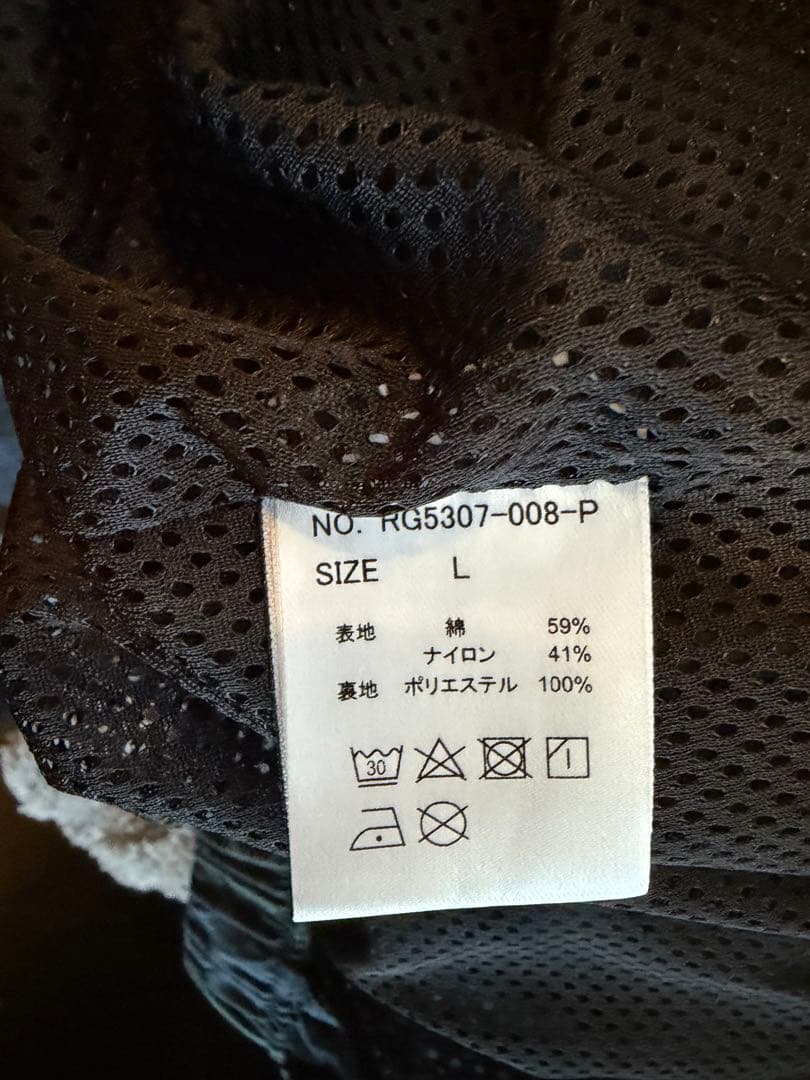 NO. RG5307-008-P
SIZE L
表地 綿 59%
ナイロン 41%
裏地 ポリエステル 100%
30